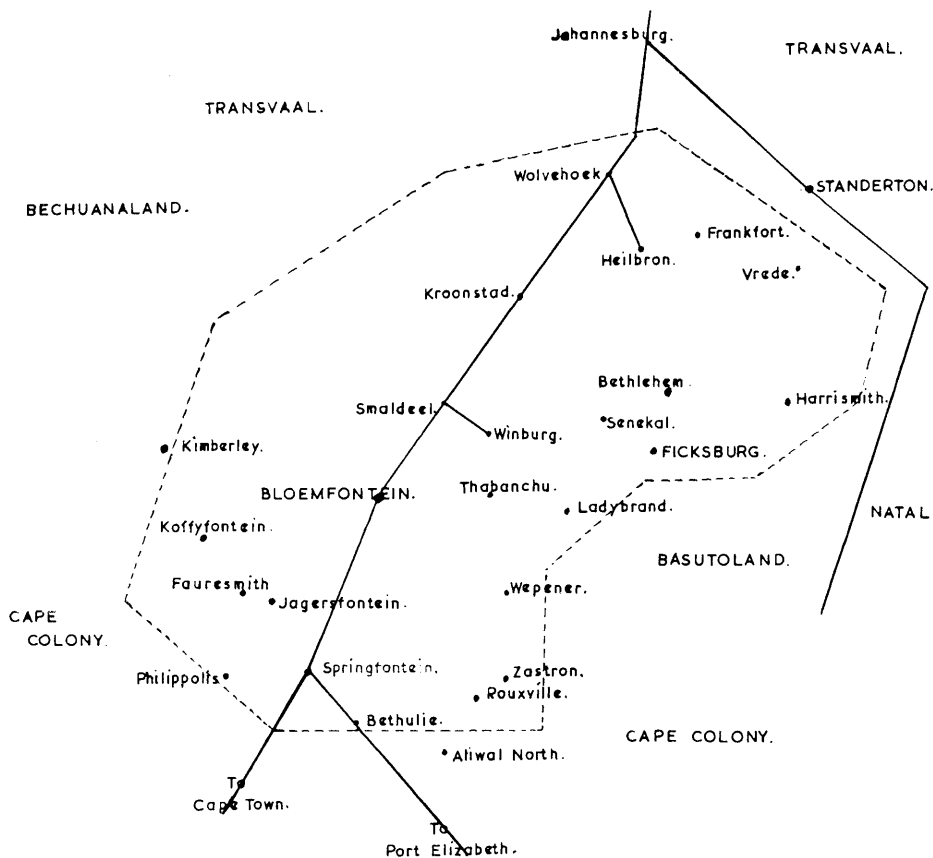 Johannesburg.
TRANSVAAL.
TRANSVAAL.
Wolvehoek
STANDERTON.
BECHUANALAND.
Frankfort.
Heilbron.
Vrede.
Kroonstad.
Bethlehem.
Harrismith.
Smaldeel.
Senekal.
Winburg.
Kimberley.
FICKSBURG.
Thabanchu.
BLOEMFONTEIN.
Ladybrand.
NATAL
Koffyfontein.
BASUTOLAND.
Fauresmith
Wepener.
Jagersfontein.
CAPE
COLONY.
Springfontein.
Zastron.
Philippolis.
Rouxville.
Bethulie.
CAPE COLONY.
Aliwal North.
To
Cape Town.
To
Port Elizabeth.